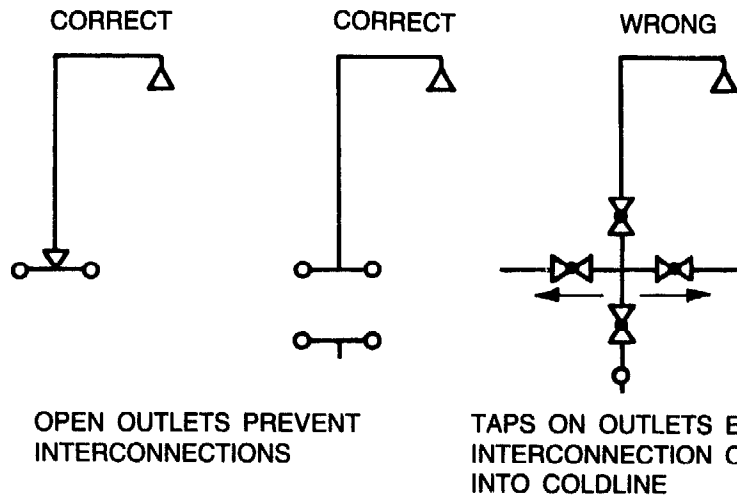 CORRECT
CORRECT
WRONG
OPEN OUTLETS PREVENT
INTERCONNECTIONS
TAPS ON OUTLETS
INTERCONNECTION
INTO COLDLINE